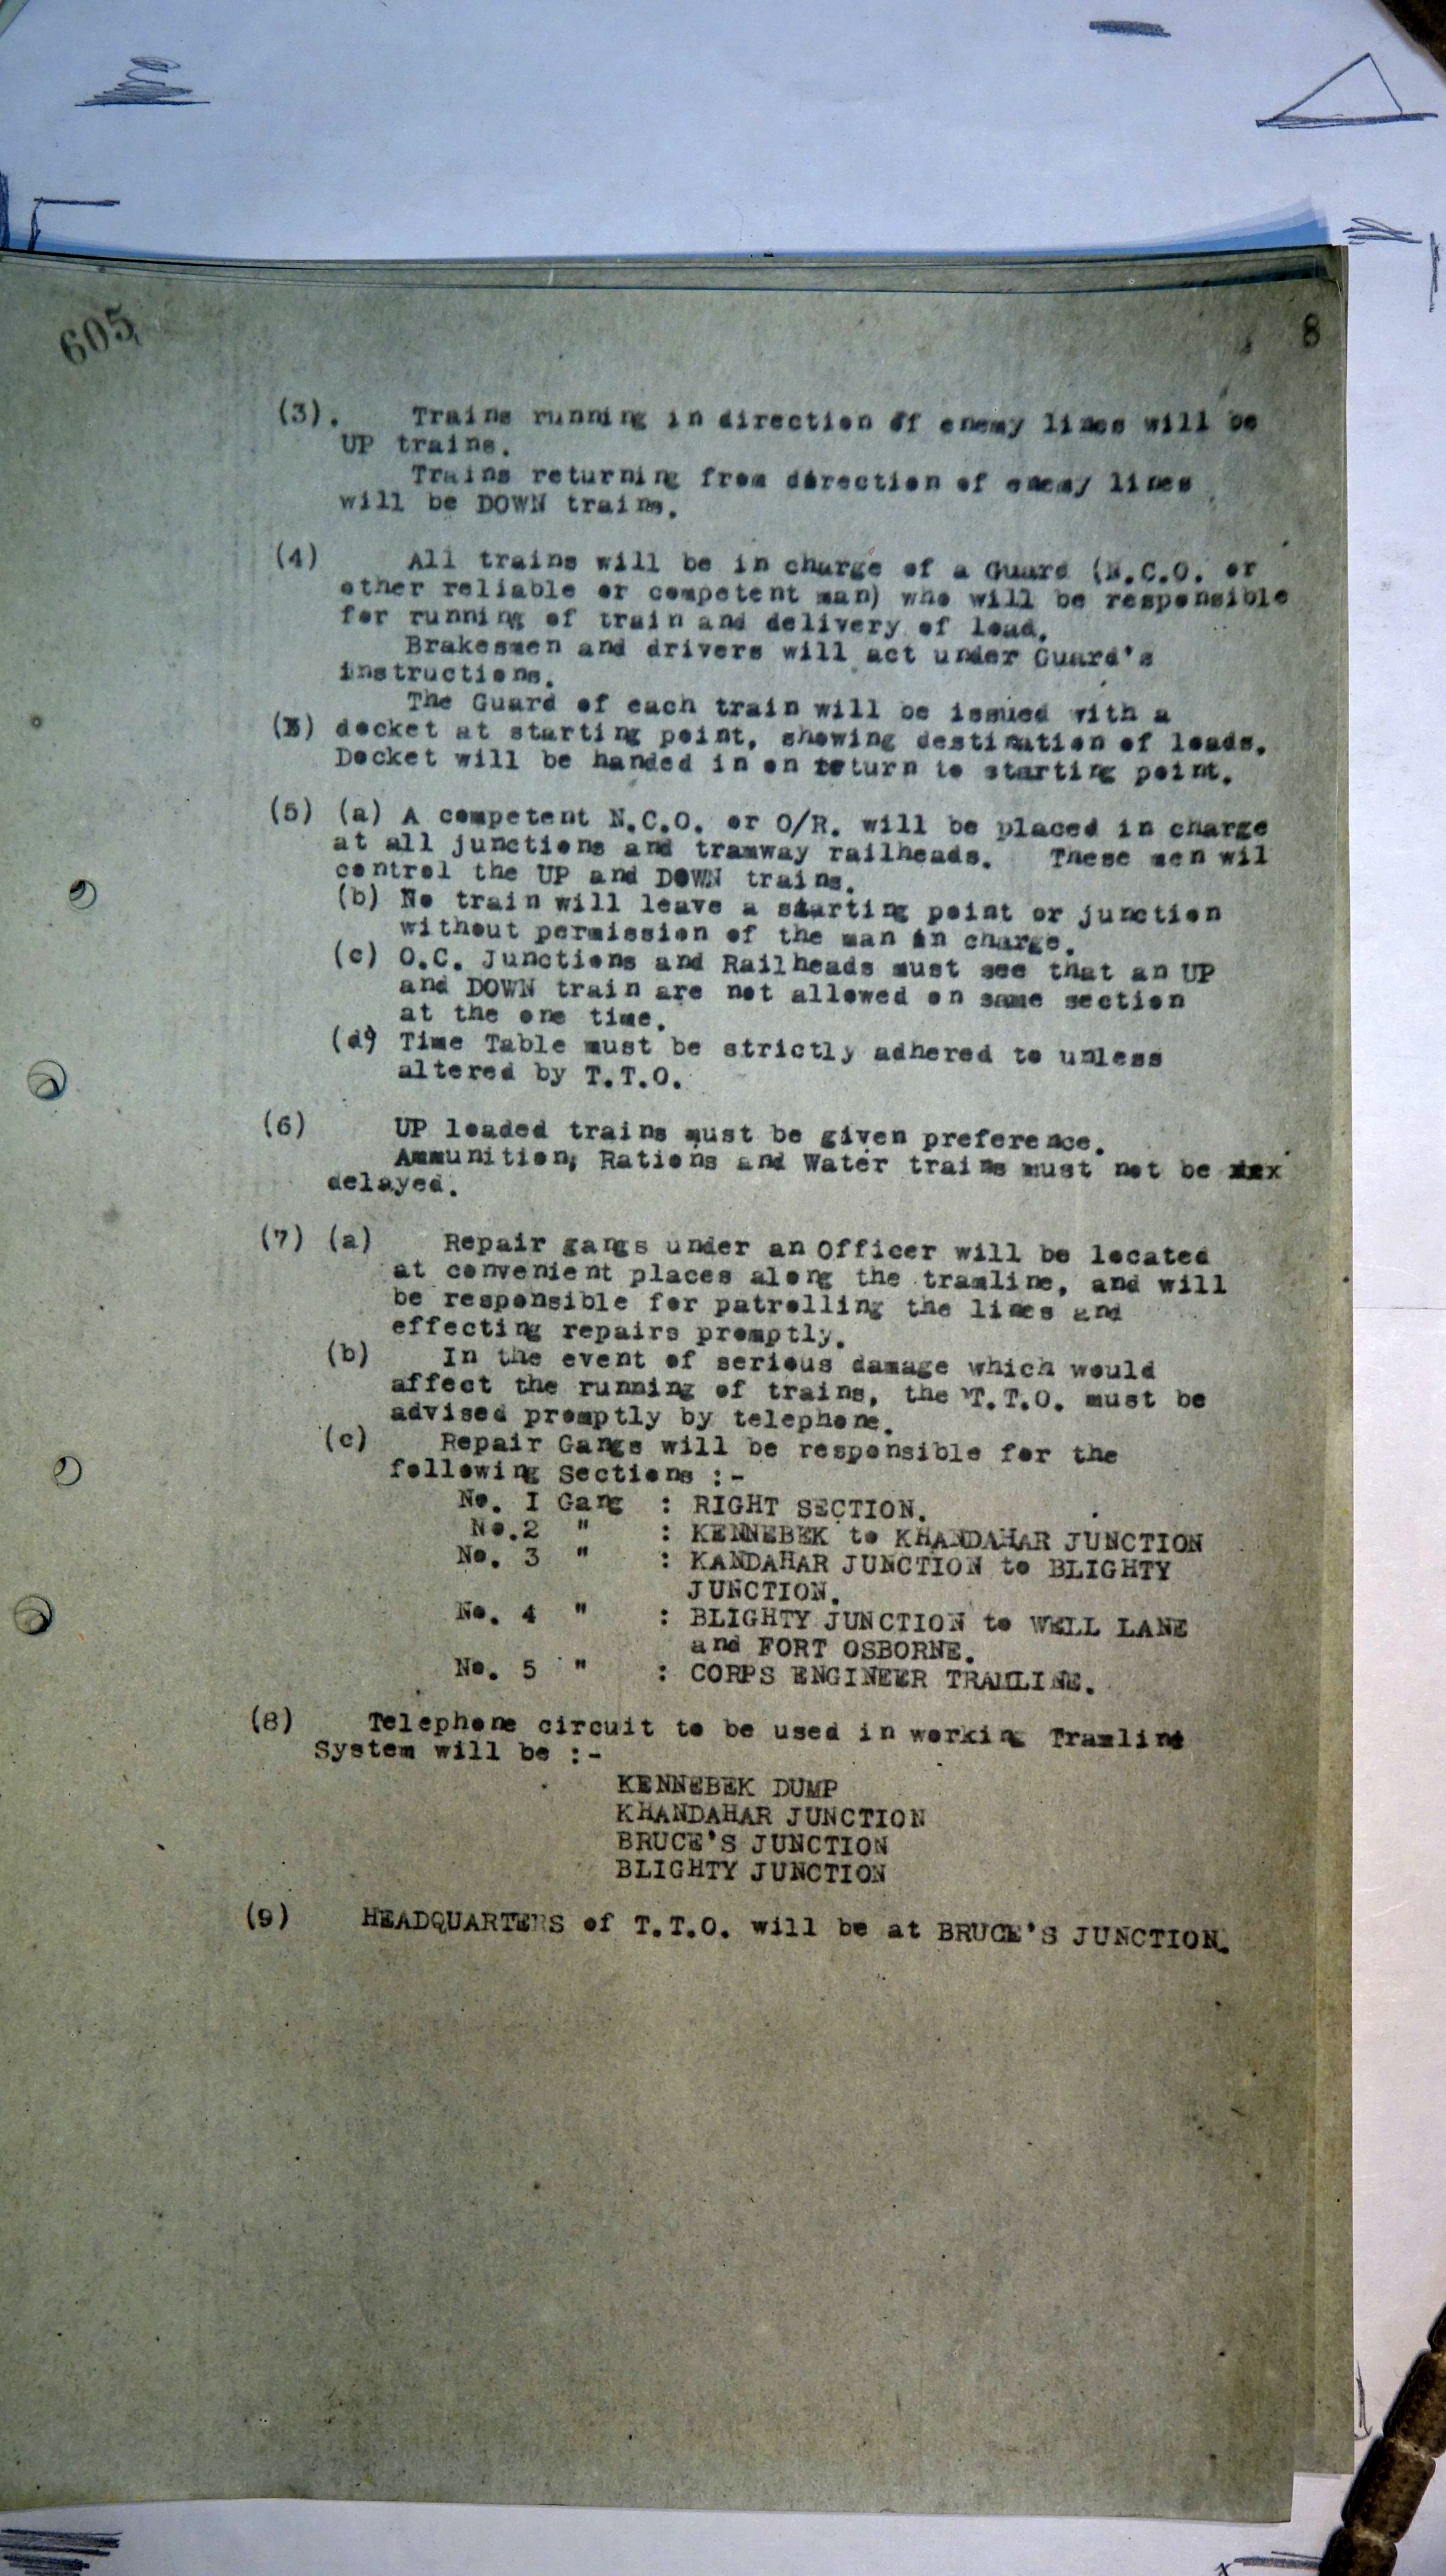 605
8
(3). Trains running in direction of enemy lines will be
UP trains.
Trains returning from direction of enemy lines
will be DOWN trains.
(4) All trains will be in charge of a Guard (N.C.O. or
other reliable or competent man) who will be responsible
for running of train and delivery of load.
Brakesmen and drivers will act under Guard's
instructions.
The Guard of each train will be issued with a
docket at starting point, showing destination of loads.
Docket will be handed in on return to starting point.
(5) (a) A competent N.C.O. or O/R. will be placed in charge
at all junctions and tramway railheads. These men wil
control the UP and DOWN trains.
(b) No train will leave a starting point or junction
without permission of the man in charge.
(c) O.C. Junctions and Railheads must see that an UP
and DOWN train are not allowed on same section
at the one time.
(d) Time Table must be strictly adhered to unless
altered by T.T.O.
(6) UP loaded trains must be given preference.
Ammunition, Rations and Water trains must not be
delayed.
(7) (a) Repair gangs under an Officer will be located
at convenient places along the tramline, and will
be responsible for patrolling the lines and
effecting repairs promptly.
(b) In the event of serious damage which would
affect the running of trains, the T.T.O. must be
advised promptly by telephone.
(c) Repair Gangs will be responsible for the
following Sections :-
No. I Gang : RIGHT SECTION.
No.2 " : KENNEBEK to KHANDAHAR JUNCTION
No. 3 " : KANDAHAR JUNCTION to BLIGHTY
JUNCTION.
No. 4 " : BLIGHTY JUNCTION to WELL LANE
and FORT OSBORNE.
No. 5 " : CORPS ENGINEER TRAMLINE.
(8) Telephone circuit to be used in working Tramline
System will be :-
KENNEBEK DUMP
KHANDAHAR JUNCTION
BRUCE'S JUNCTION
BLIGHTY JUNCTION
(9) HEADQUARTERS of T.T.O. will be at BRUCE'S JUNCTION.